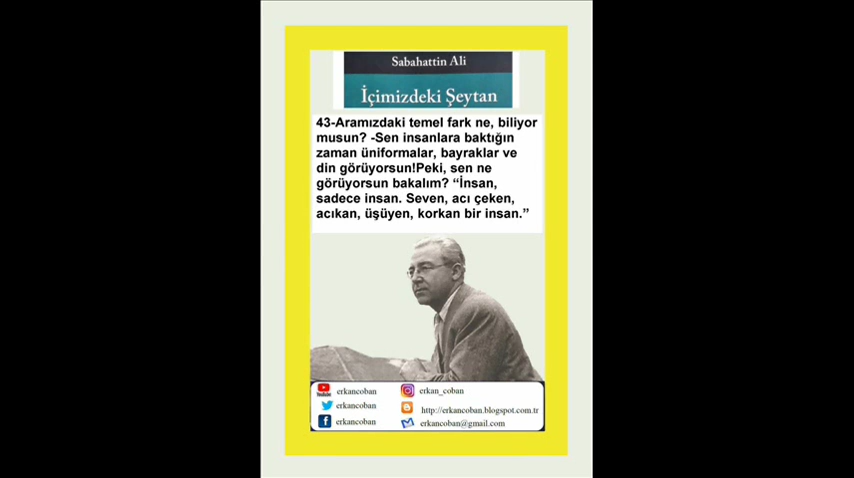 Sabahattin Ali
İçimizdeki Şeytan
43-Aramızdaki temel fark ne, biliyor
musun? -Sen insanlara baktığın
zaman üniformalar, bayraklar ve
din görüyorsun!Peki, sen ne
görüyorsun bakalım? “İnsan,
sadece insan. Seven, acı çeken,
acıkan, üşüyen, korkan bir insan.”
YouTube erkancoban
erkan_coban
erkancoban
http://erkancoban.blogspot.com.tr
erkancoban
erkancoban@gmail.com